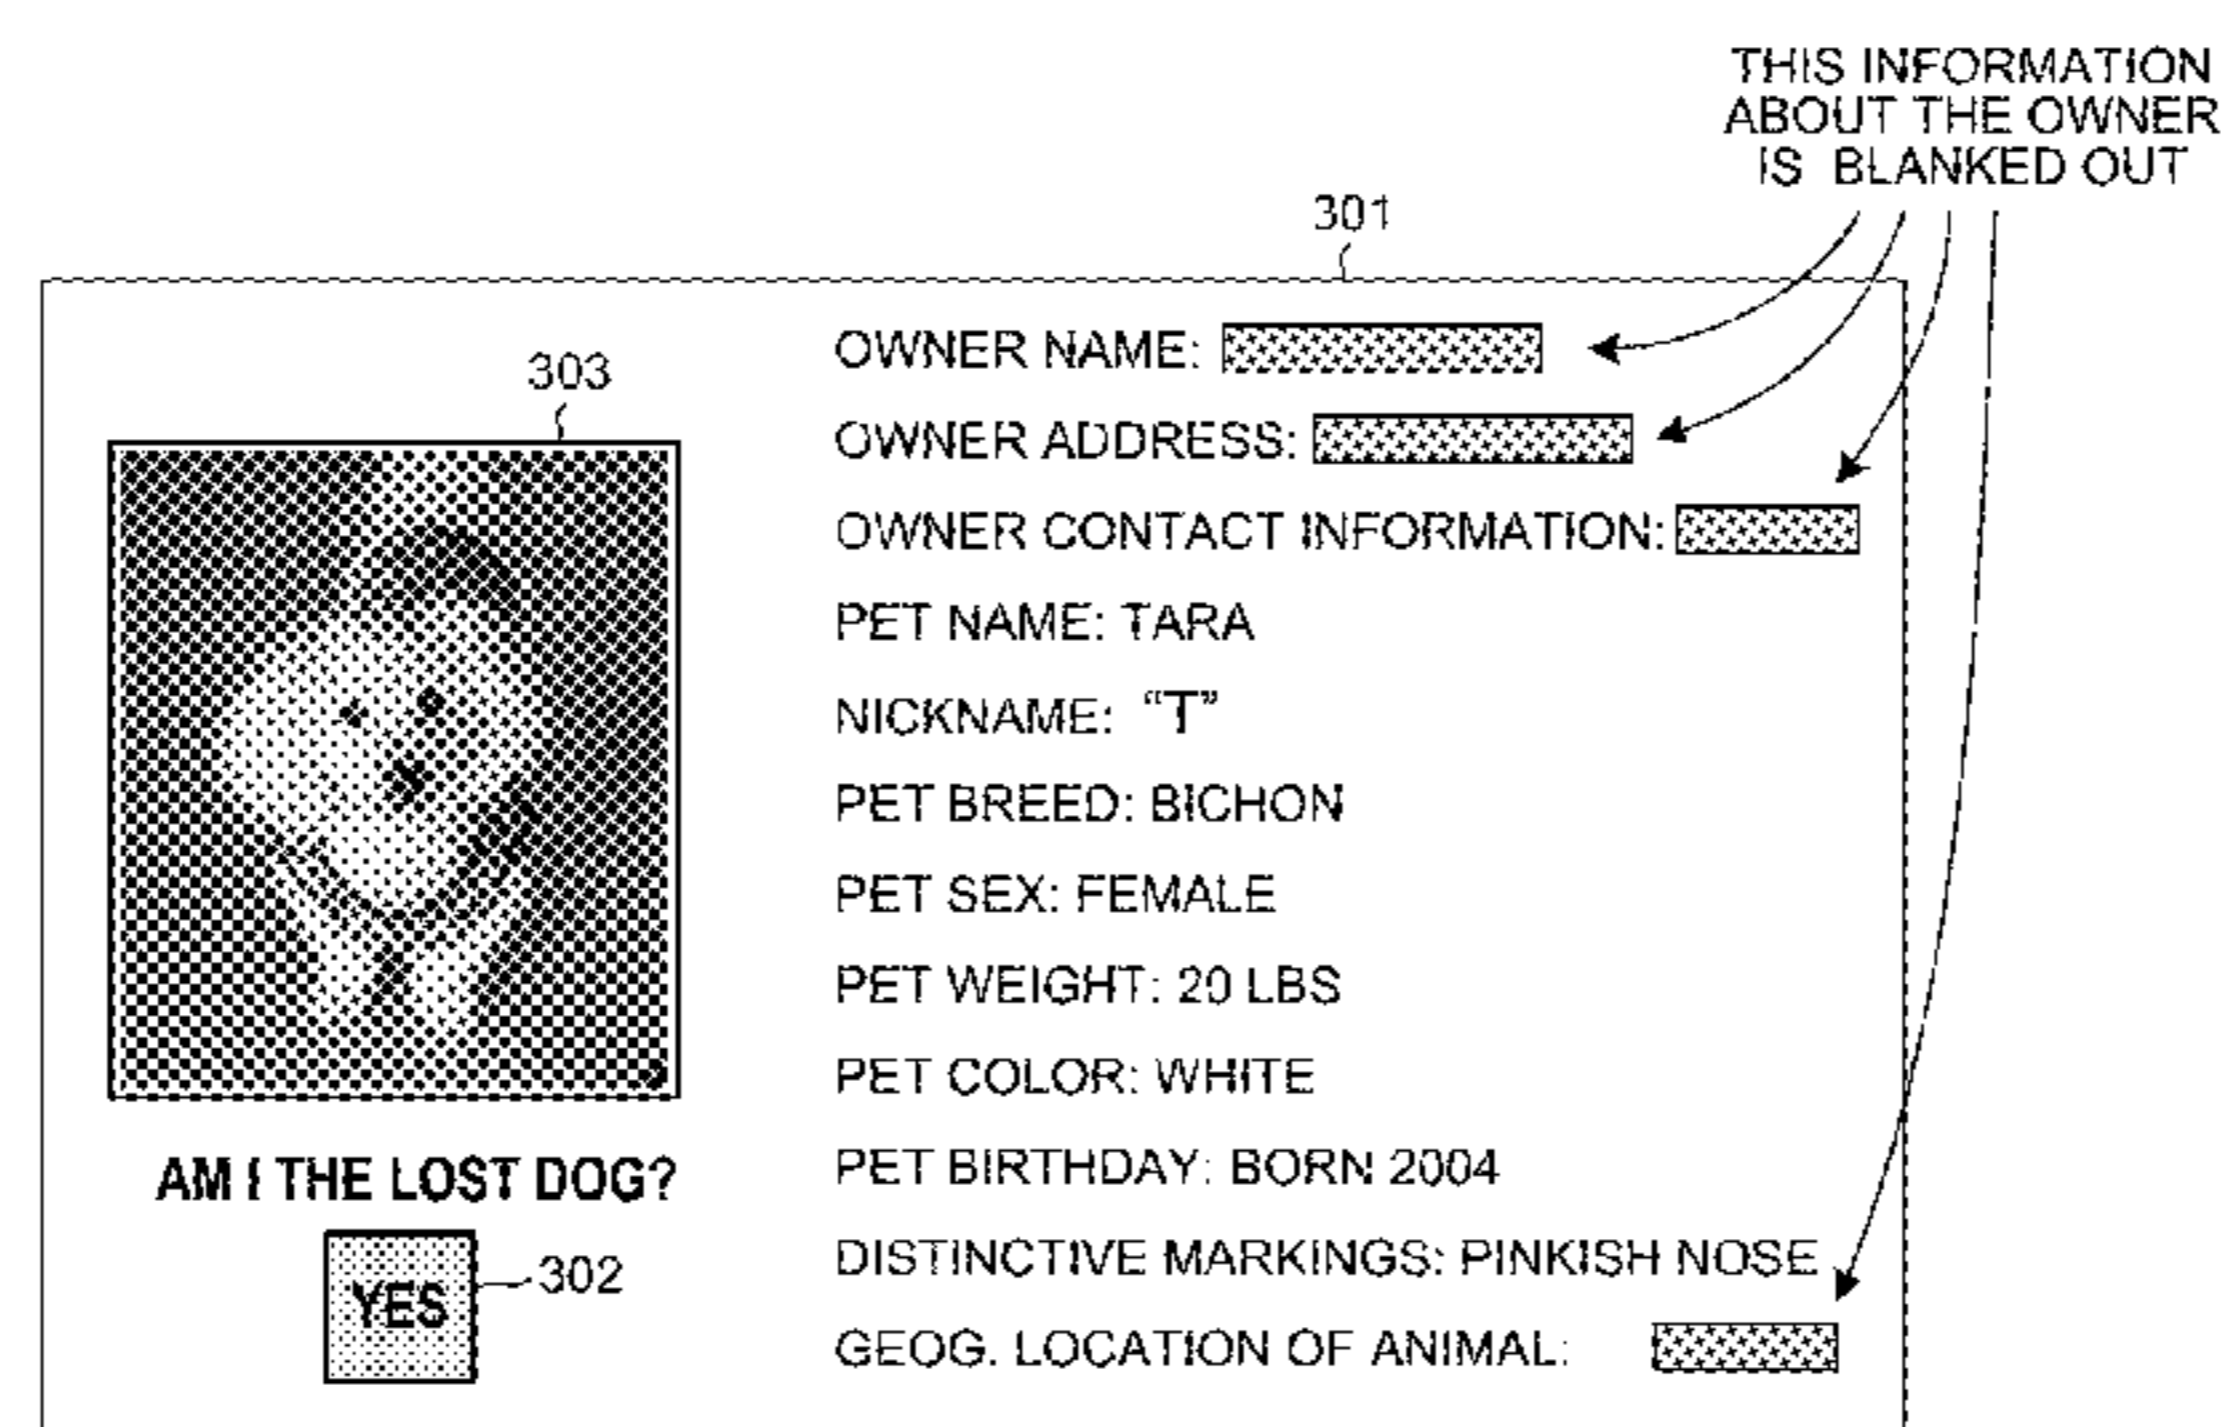 THIS INFORMATION
ABOUT THE OWNER
IS BLANKED OUT
301
303
OWNER NAME:
OWNER ADDRESS:
OWNER CONTACT INFORMATION:
PET NAME: TARA
NICKNAME: “T”
PET BREED: BICHON
PET SEX: FEMALE
PET WEIGHT: 20 LBS
PET COLOR: WHITE
PET BIRTHDAY: BORN 2004
DISTINCTIVE MARKINGS: PINKISH NOSE
GEOG. LOCATION OF ANIMAL:
AM I THE LOST DOG?
YES
302